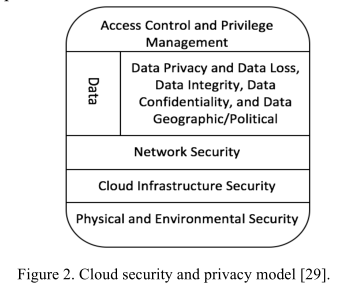 Access Control and Privilege
Management
Data
Data Privacy and Data Loss,
Data Integrity, Data
Confidentiality, and Data
Geographic/Political
Network Security
Cloud Infrastructure Security
Physical and Environmental Security
Figure 2. Cloud security and privacy model [29].